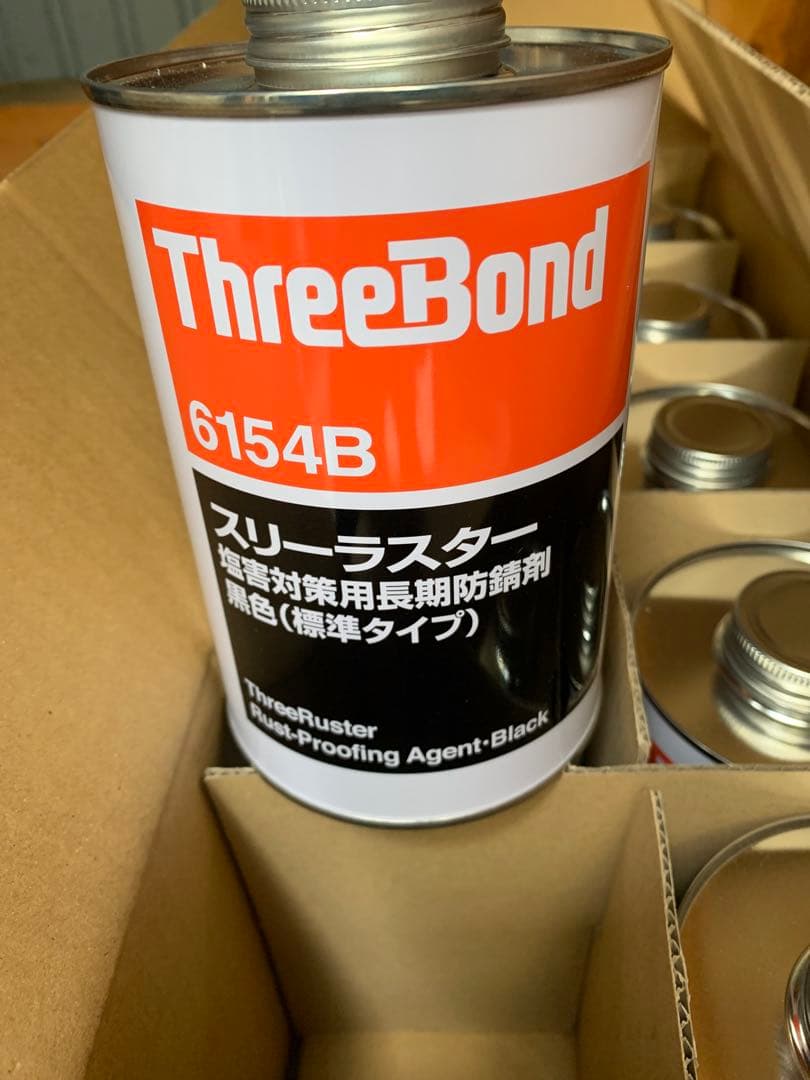 ThreeBond
6154B
スリーラスター
塩害対策用長期防錆剤
黒色(標準タイプ)
ThreeRuster
Rust-Proofing Agent・Black